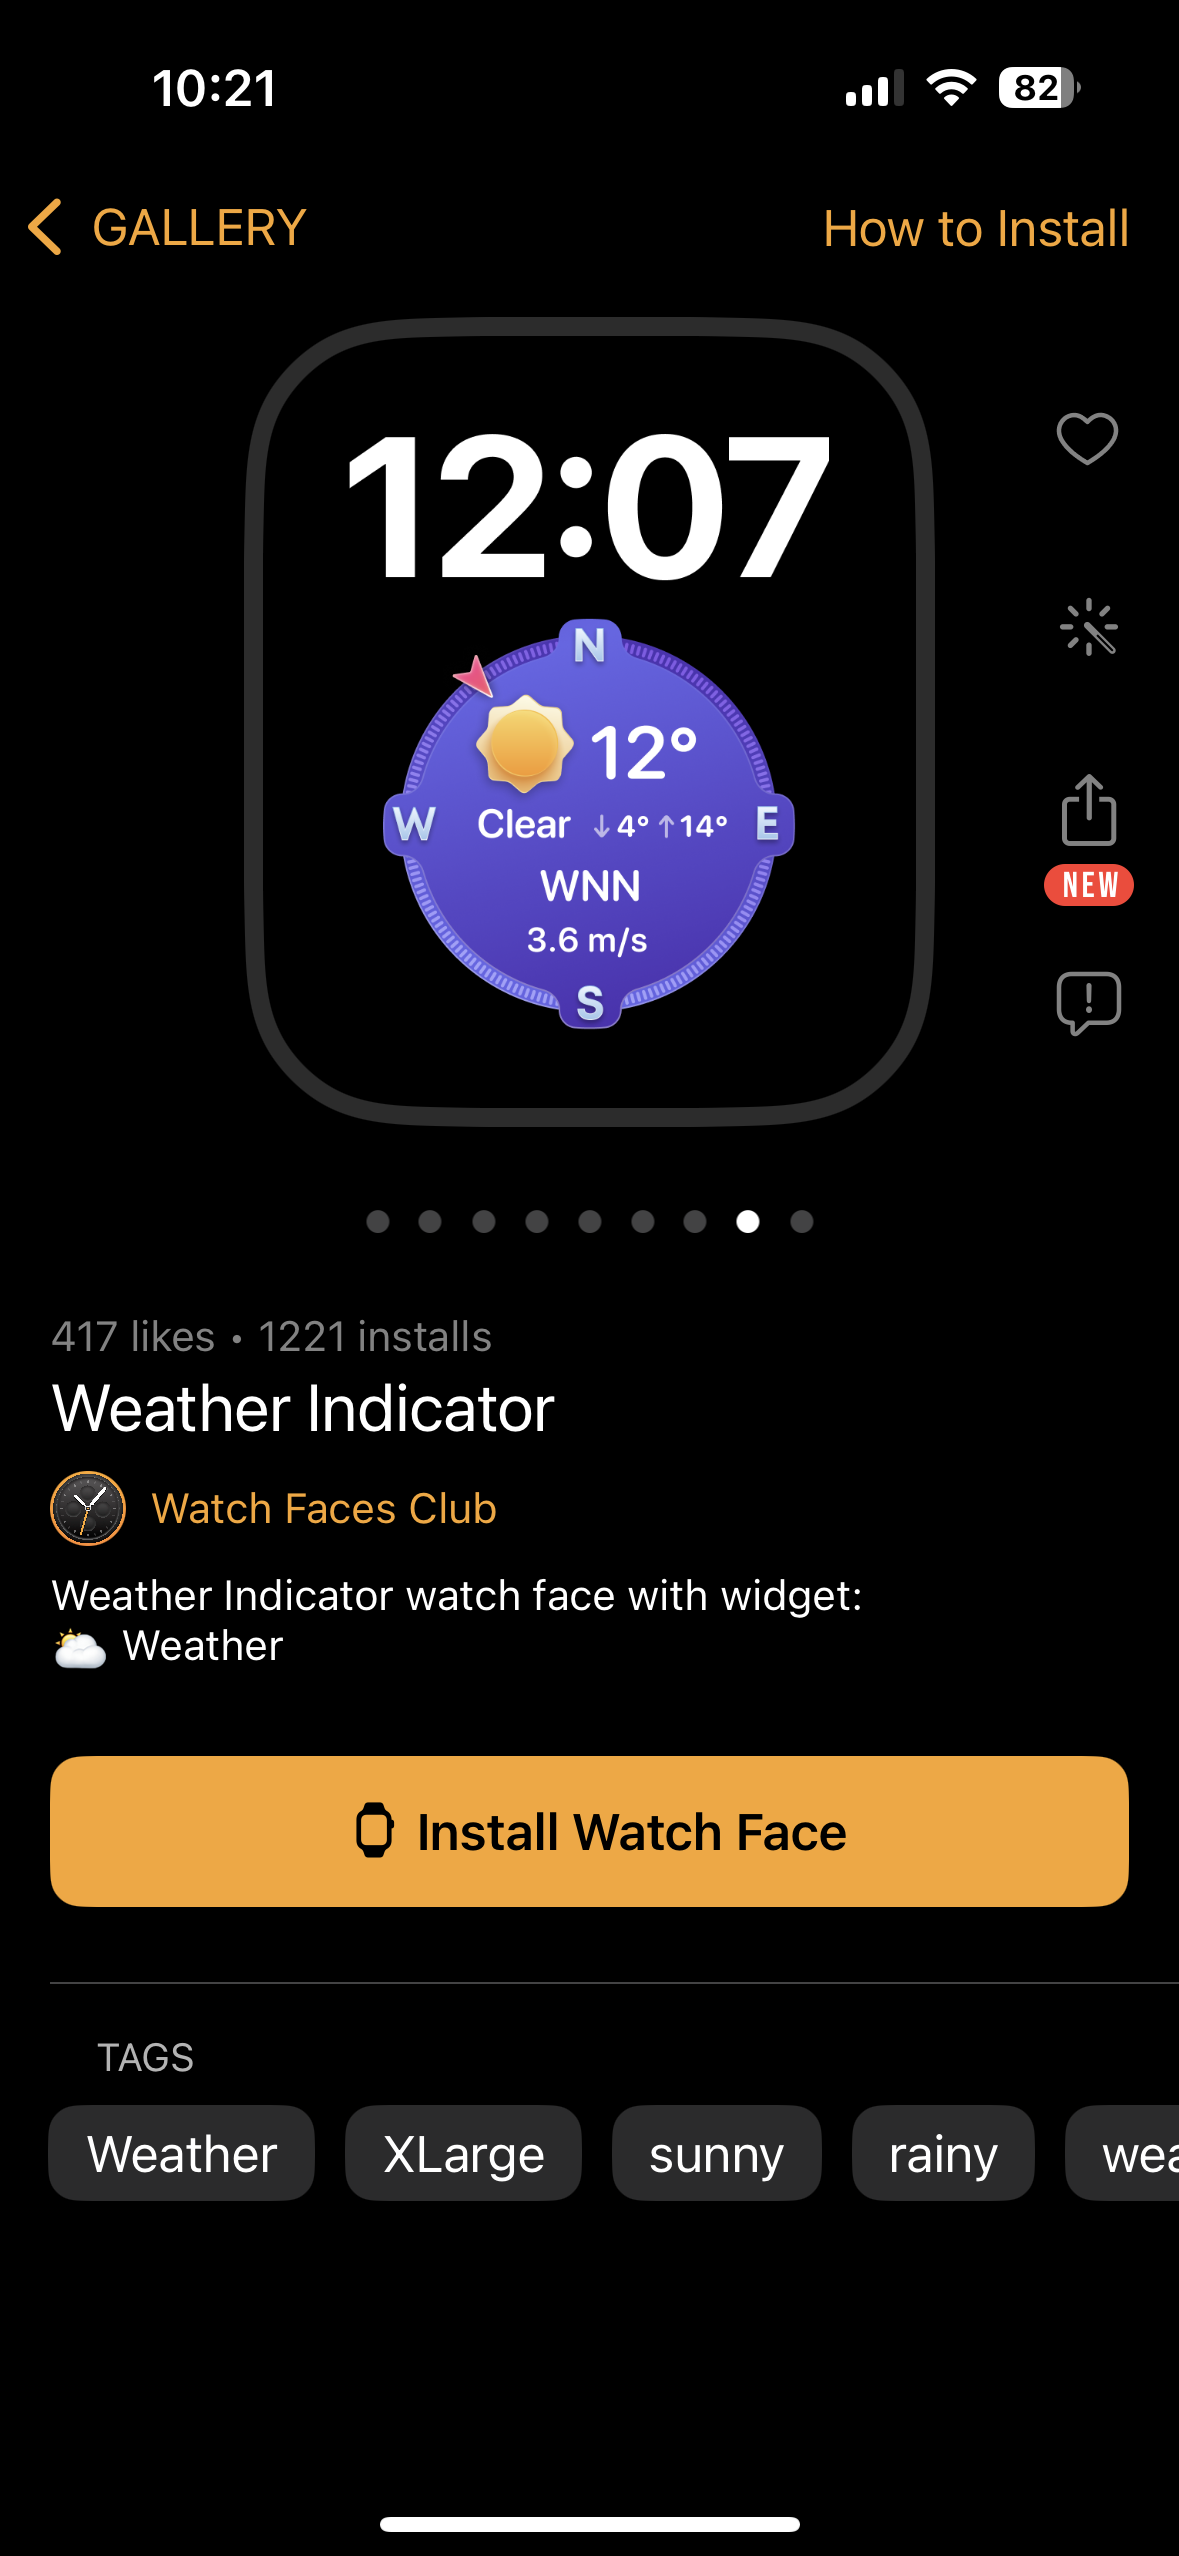 10:21
82
GALLERY
How to Install
12:07
N
12°
W
Clear ↓4° ↑14°
E
WNN
3.6 m/s
S
NEW
417 likes • 1221 installs
Weather Indicator
Watch Faces Club
Weather Indicator watch face with widget:
🌥️ Weather
Install Watch Face
TAGS
Weather
XLarge
sunny
rainy
wea